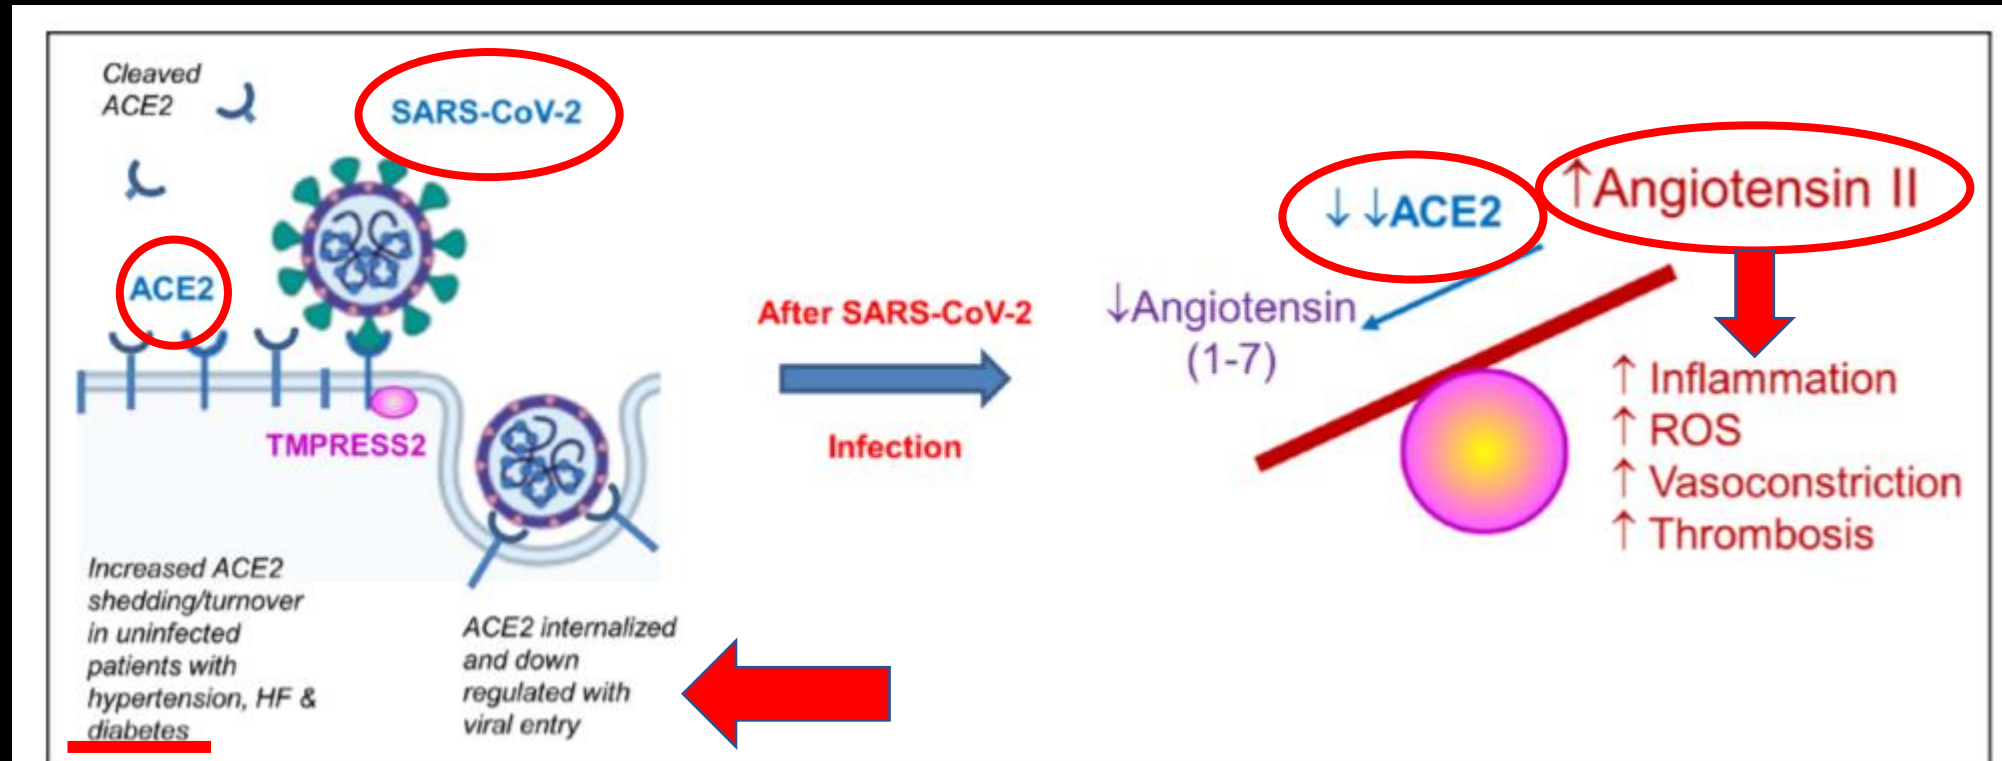 Cleaved
ACE2
SARS-CoV-2
ACE2
TMPRESS2
Increased ACE2
shedding/turnover
in uninfected
patients with
hypertension, HF &
diabetes
ACE2 internalized
and down
regulated with
viral entry
After SARS-CoV-2
Infection
↓↓ACE2
↑Angiotensin II
↓Angiotensin
(1-7)
↑ Inflammation
↑ ROS
↑ Vasoconstriction
↑ Thrombosis